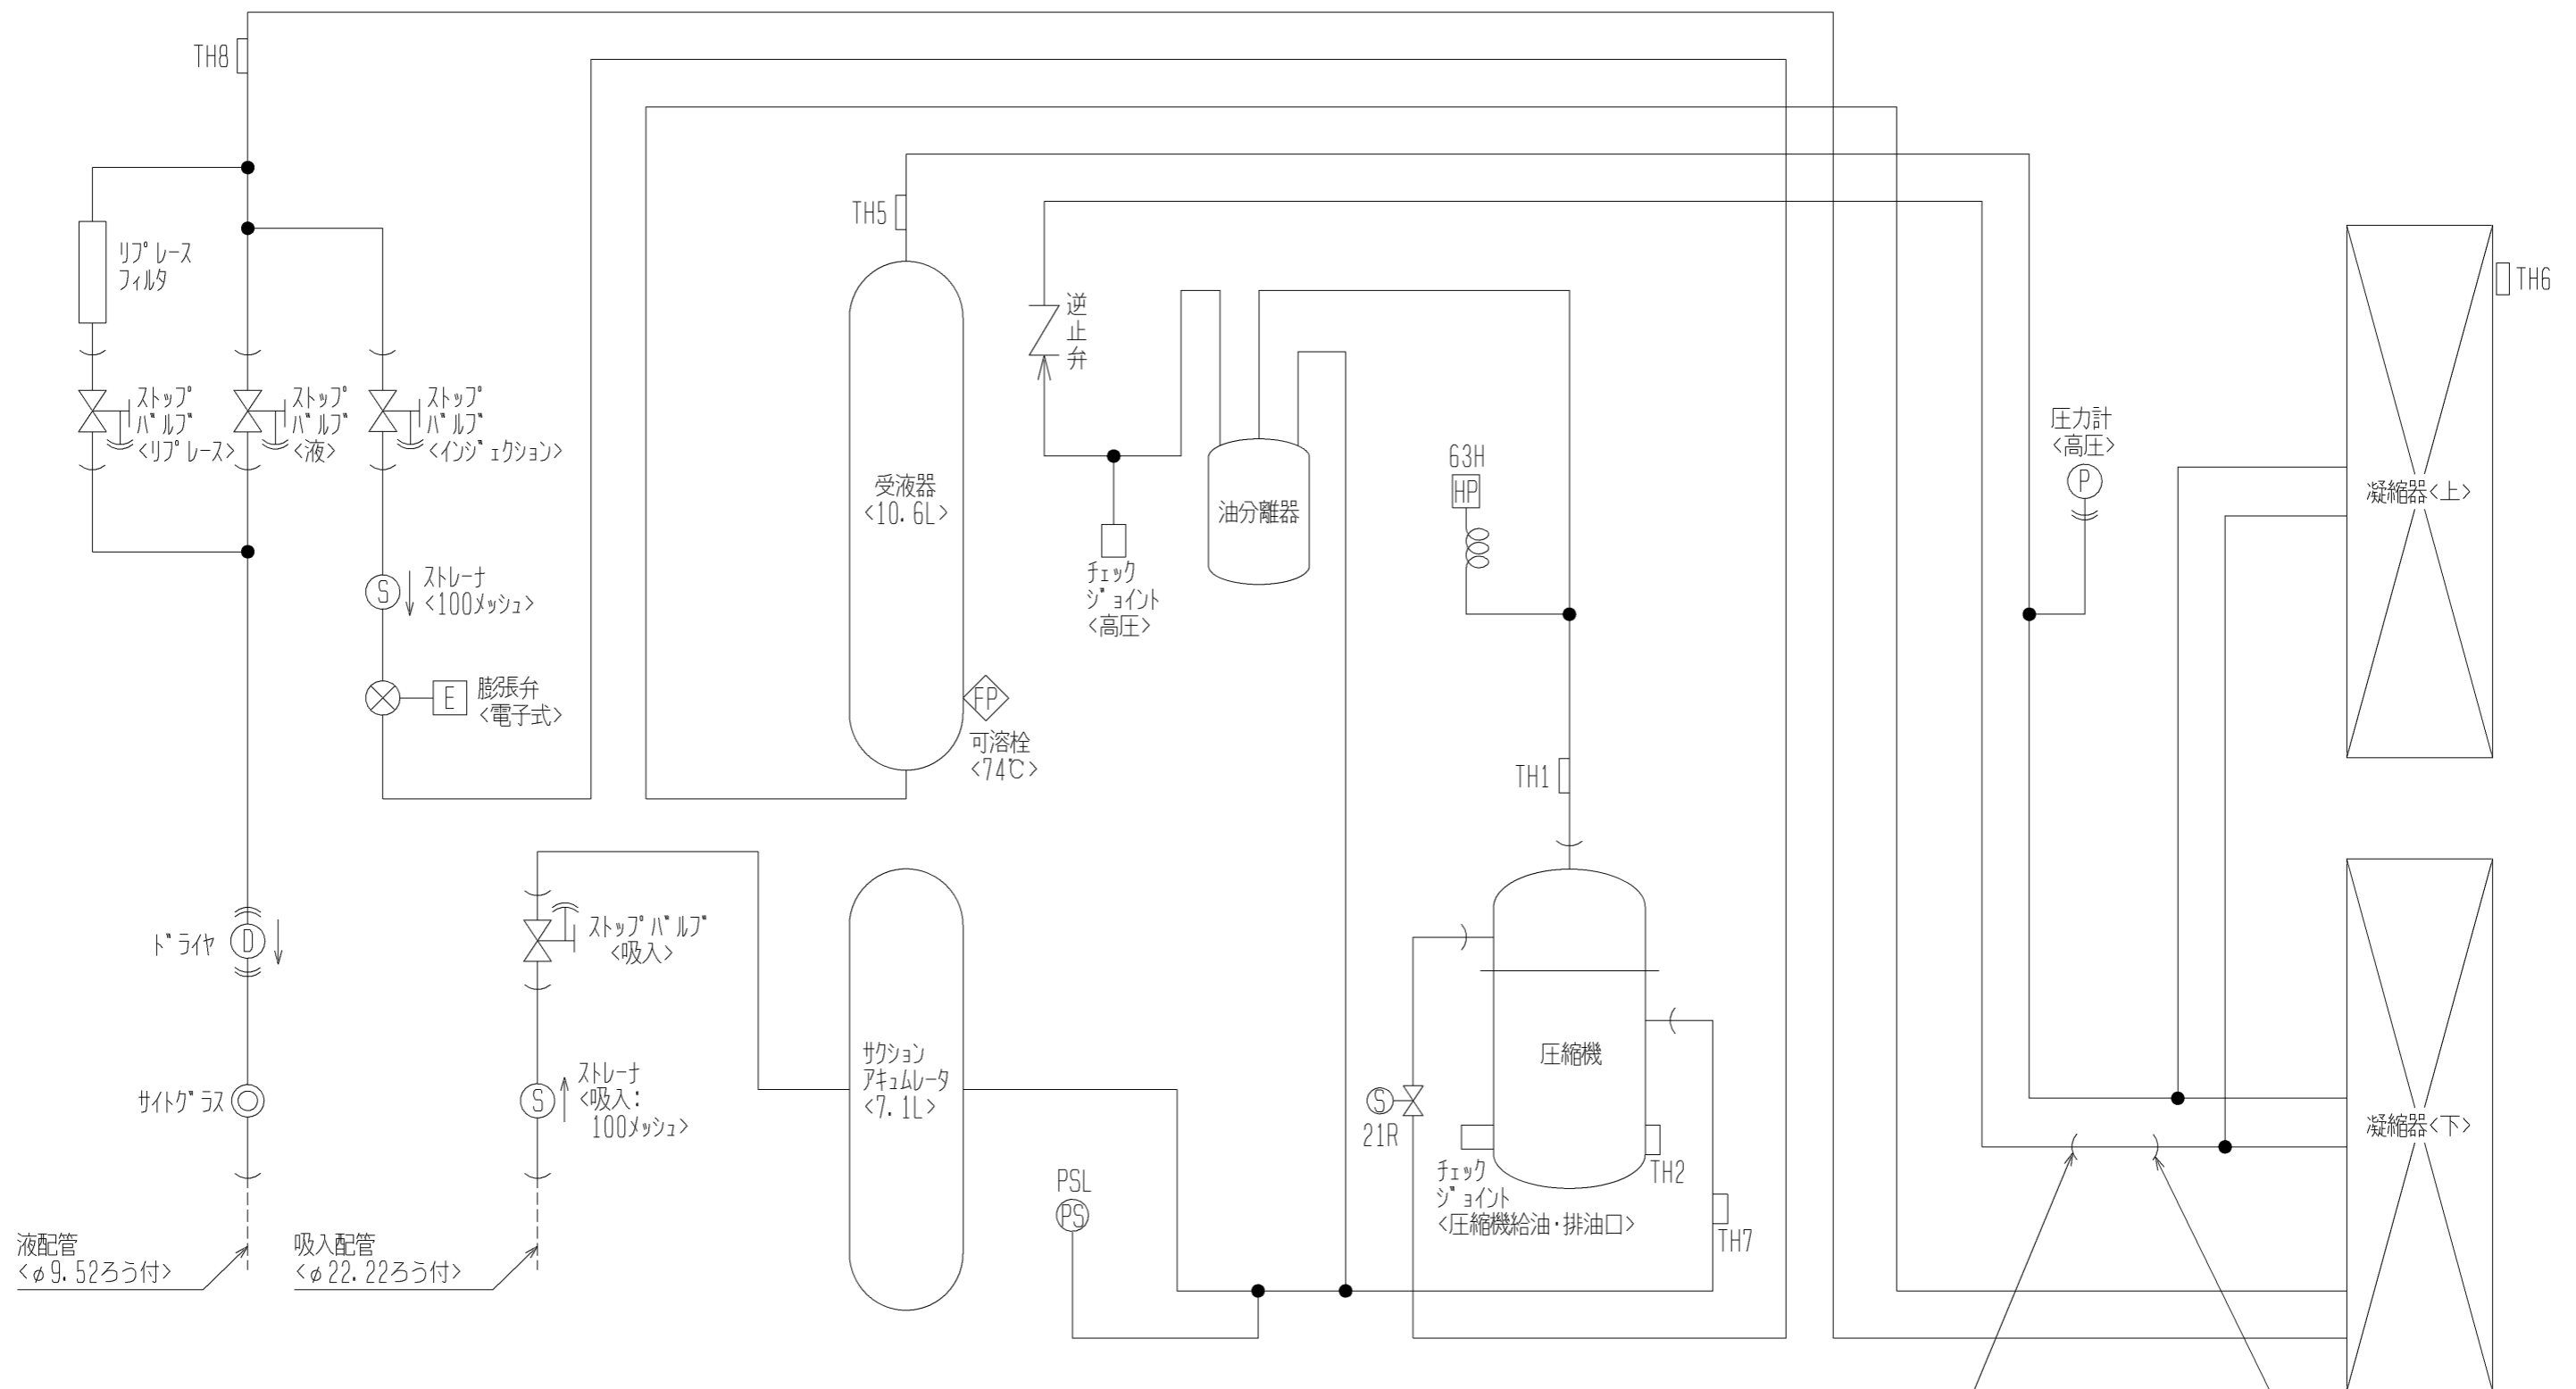 TH8
リプレース
フィルタ
ストップ
バルブ
<リプレース>
ストップ
バルブ
<液>
ストップ
バルブ
<インジェクション>
S
ストレーナ
<100メッシュ>
E
膨張弁
<電子式>
TH5
受液器
<10.6L>
FP
可溶栓
<74℃>
逆
止
弁
チェック
ジョイント
<高圧>
油分離器
63H
HP
TH1
圧力計
<高圧>
P
TH6
凝縮器<上>
ドライヤ
D
サイトグラス
液配管
<φ9.52ろう付>
ストップバルブ
<吸入>
S
ストレーナ
<吸入:
100メッシュ>
吸入配管
<φ22.22ろう付>
サクション
アキュムレータ
<7.1L>
PSL
PS
圧縮機
S
21R
チェック
ジョイント
<圧縮機給油・排油口>
TH2
TH7
凝縮器<下>